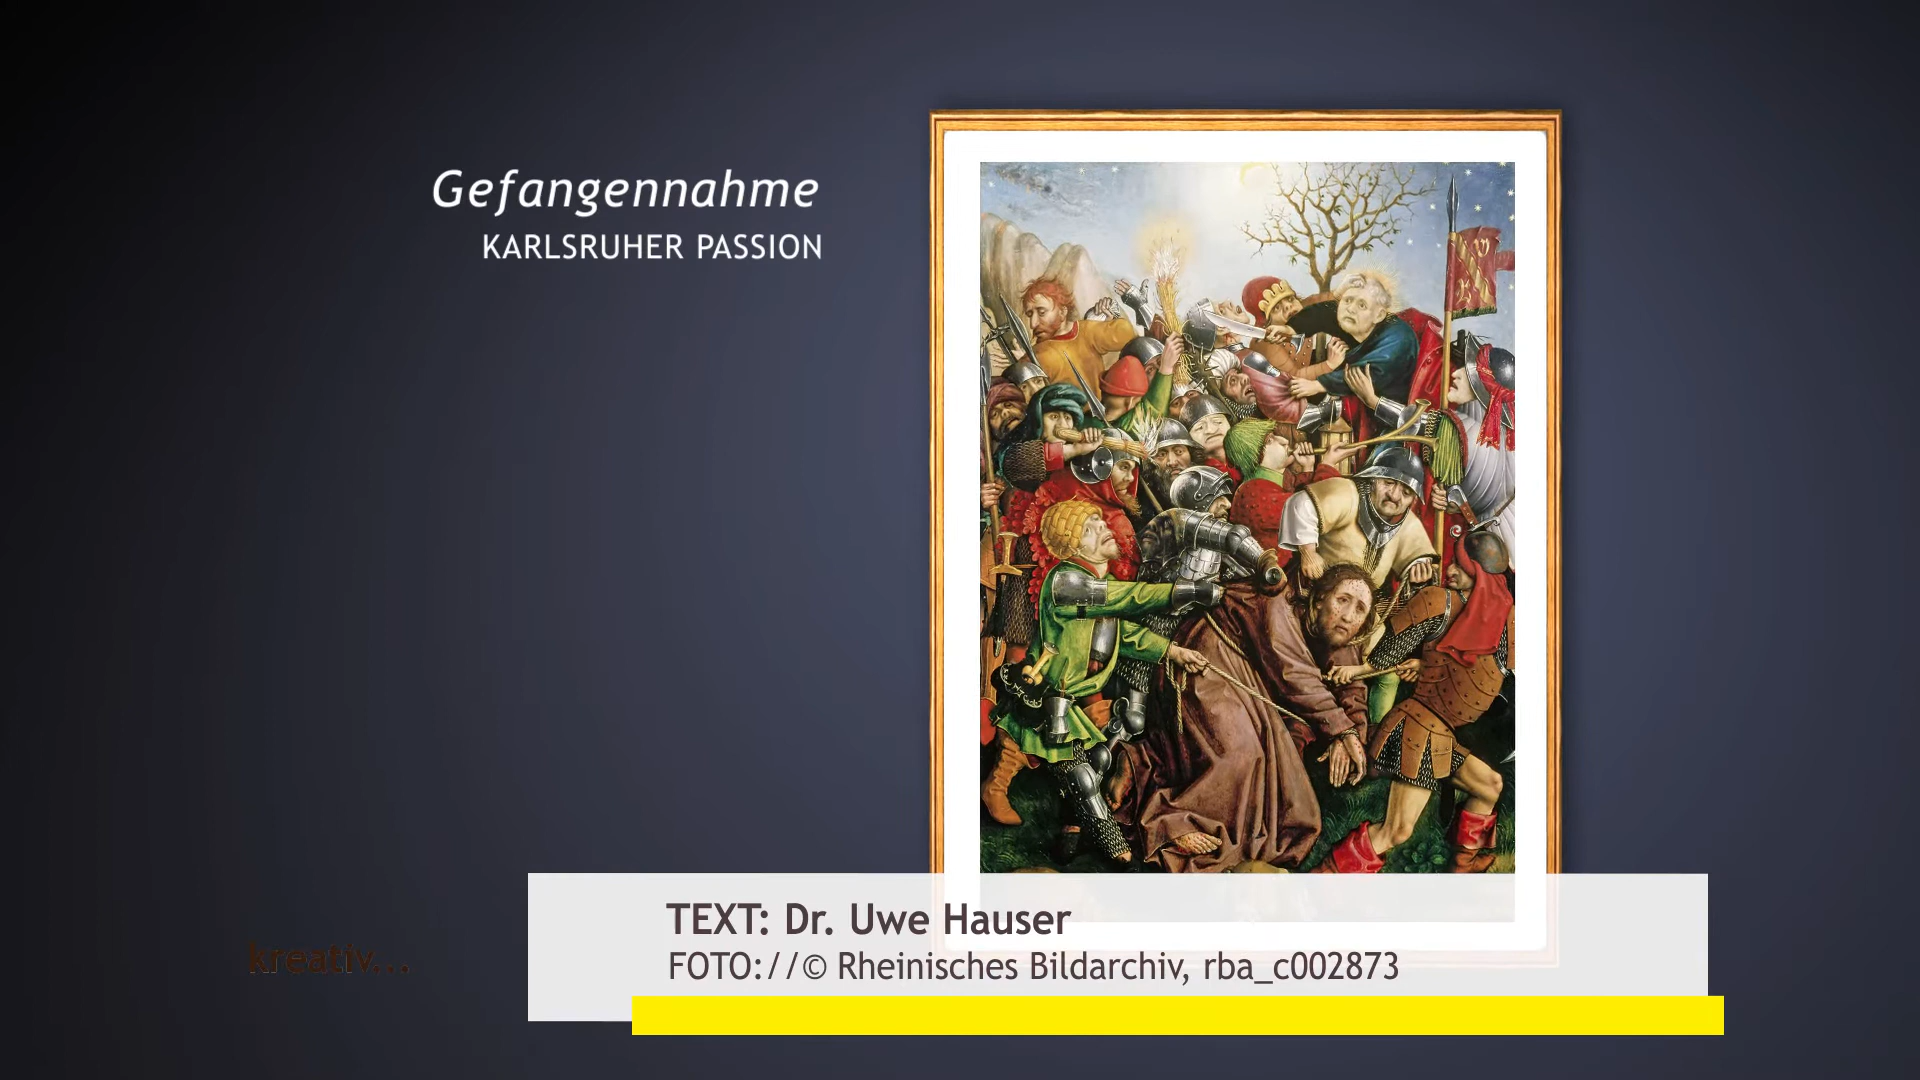 Gefangennahme
KARLSRUHER PASSION
TEXT: Dr. Uwe Hauser
FOTO://© Rheinisches Bildarchiv, rba_c002873
kreativ...